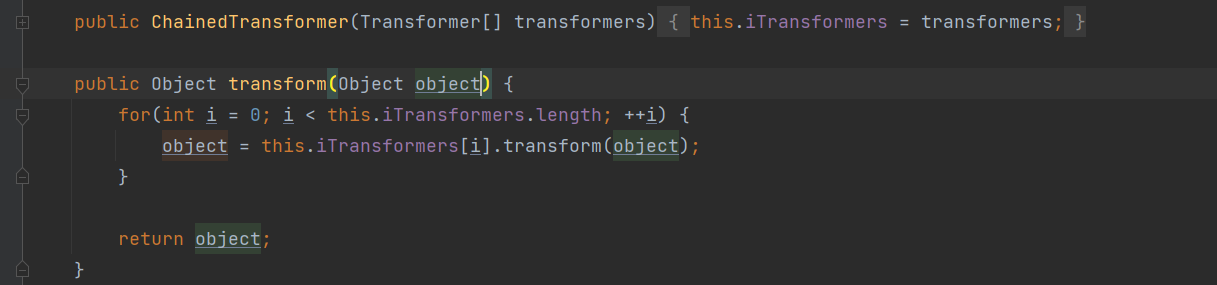 public ChainedTransformer(Transformer[] transformers) { this.iTransformers = transformers; }
public Object transform(Object object) {
for(int i = 0; i < this.iTransformers.length; ++i) {
object = this.iTransformers[i].transform(object);
}
return object;
}